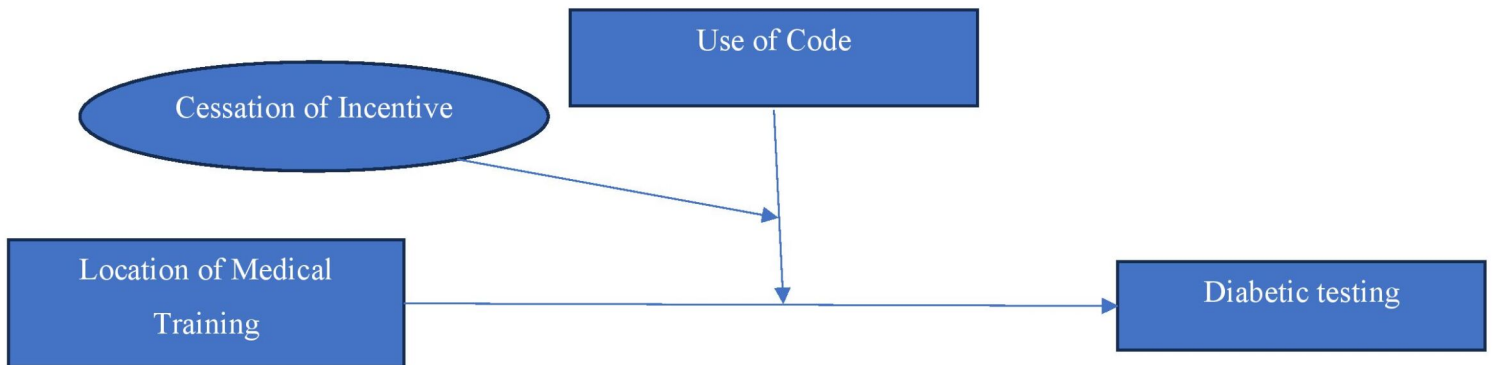 Use of Code
Cessation of Incentive
Location of Medical
Training
Diabetic testing